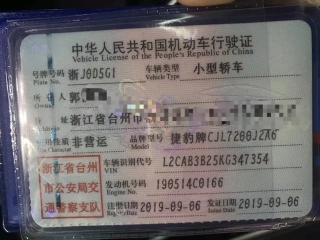 中华人民共和国机动车行驶证
Vehicle License of the People's Republic of China
号牌号码 浙J0D5G1 车辆类型 小型轿车
Plate No. Vehicle Type
所有人 郭
Owner
住址 浙江省台州市
使用性质 非营运 品牌型号 捷豹牌CJL7200J2A6
浙江省台州 车辆识别代号 L2CAB3B25KG347354
VIN
市公安局交 发动机号码 190514C0166
Engine No.
通警察支队 注册日期 2019-09-06 发证日期 2019-09-06
Issue Date